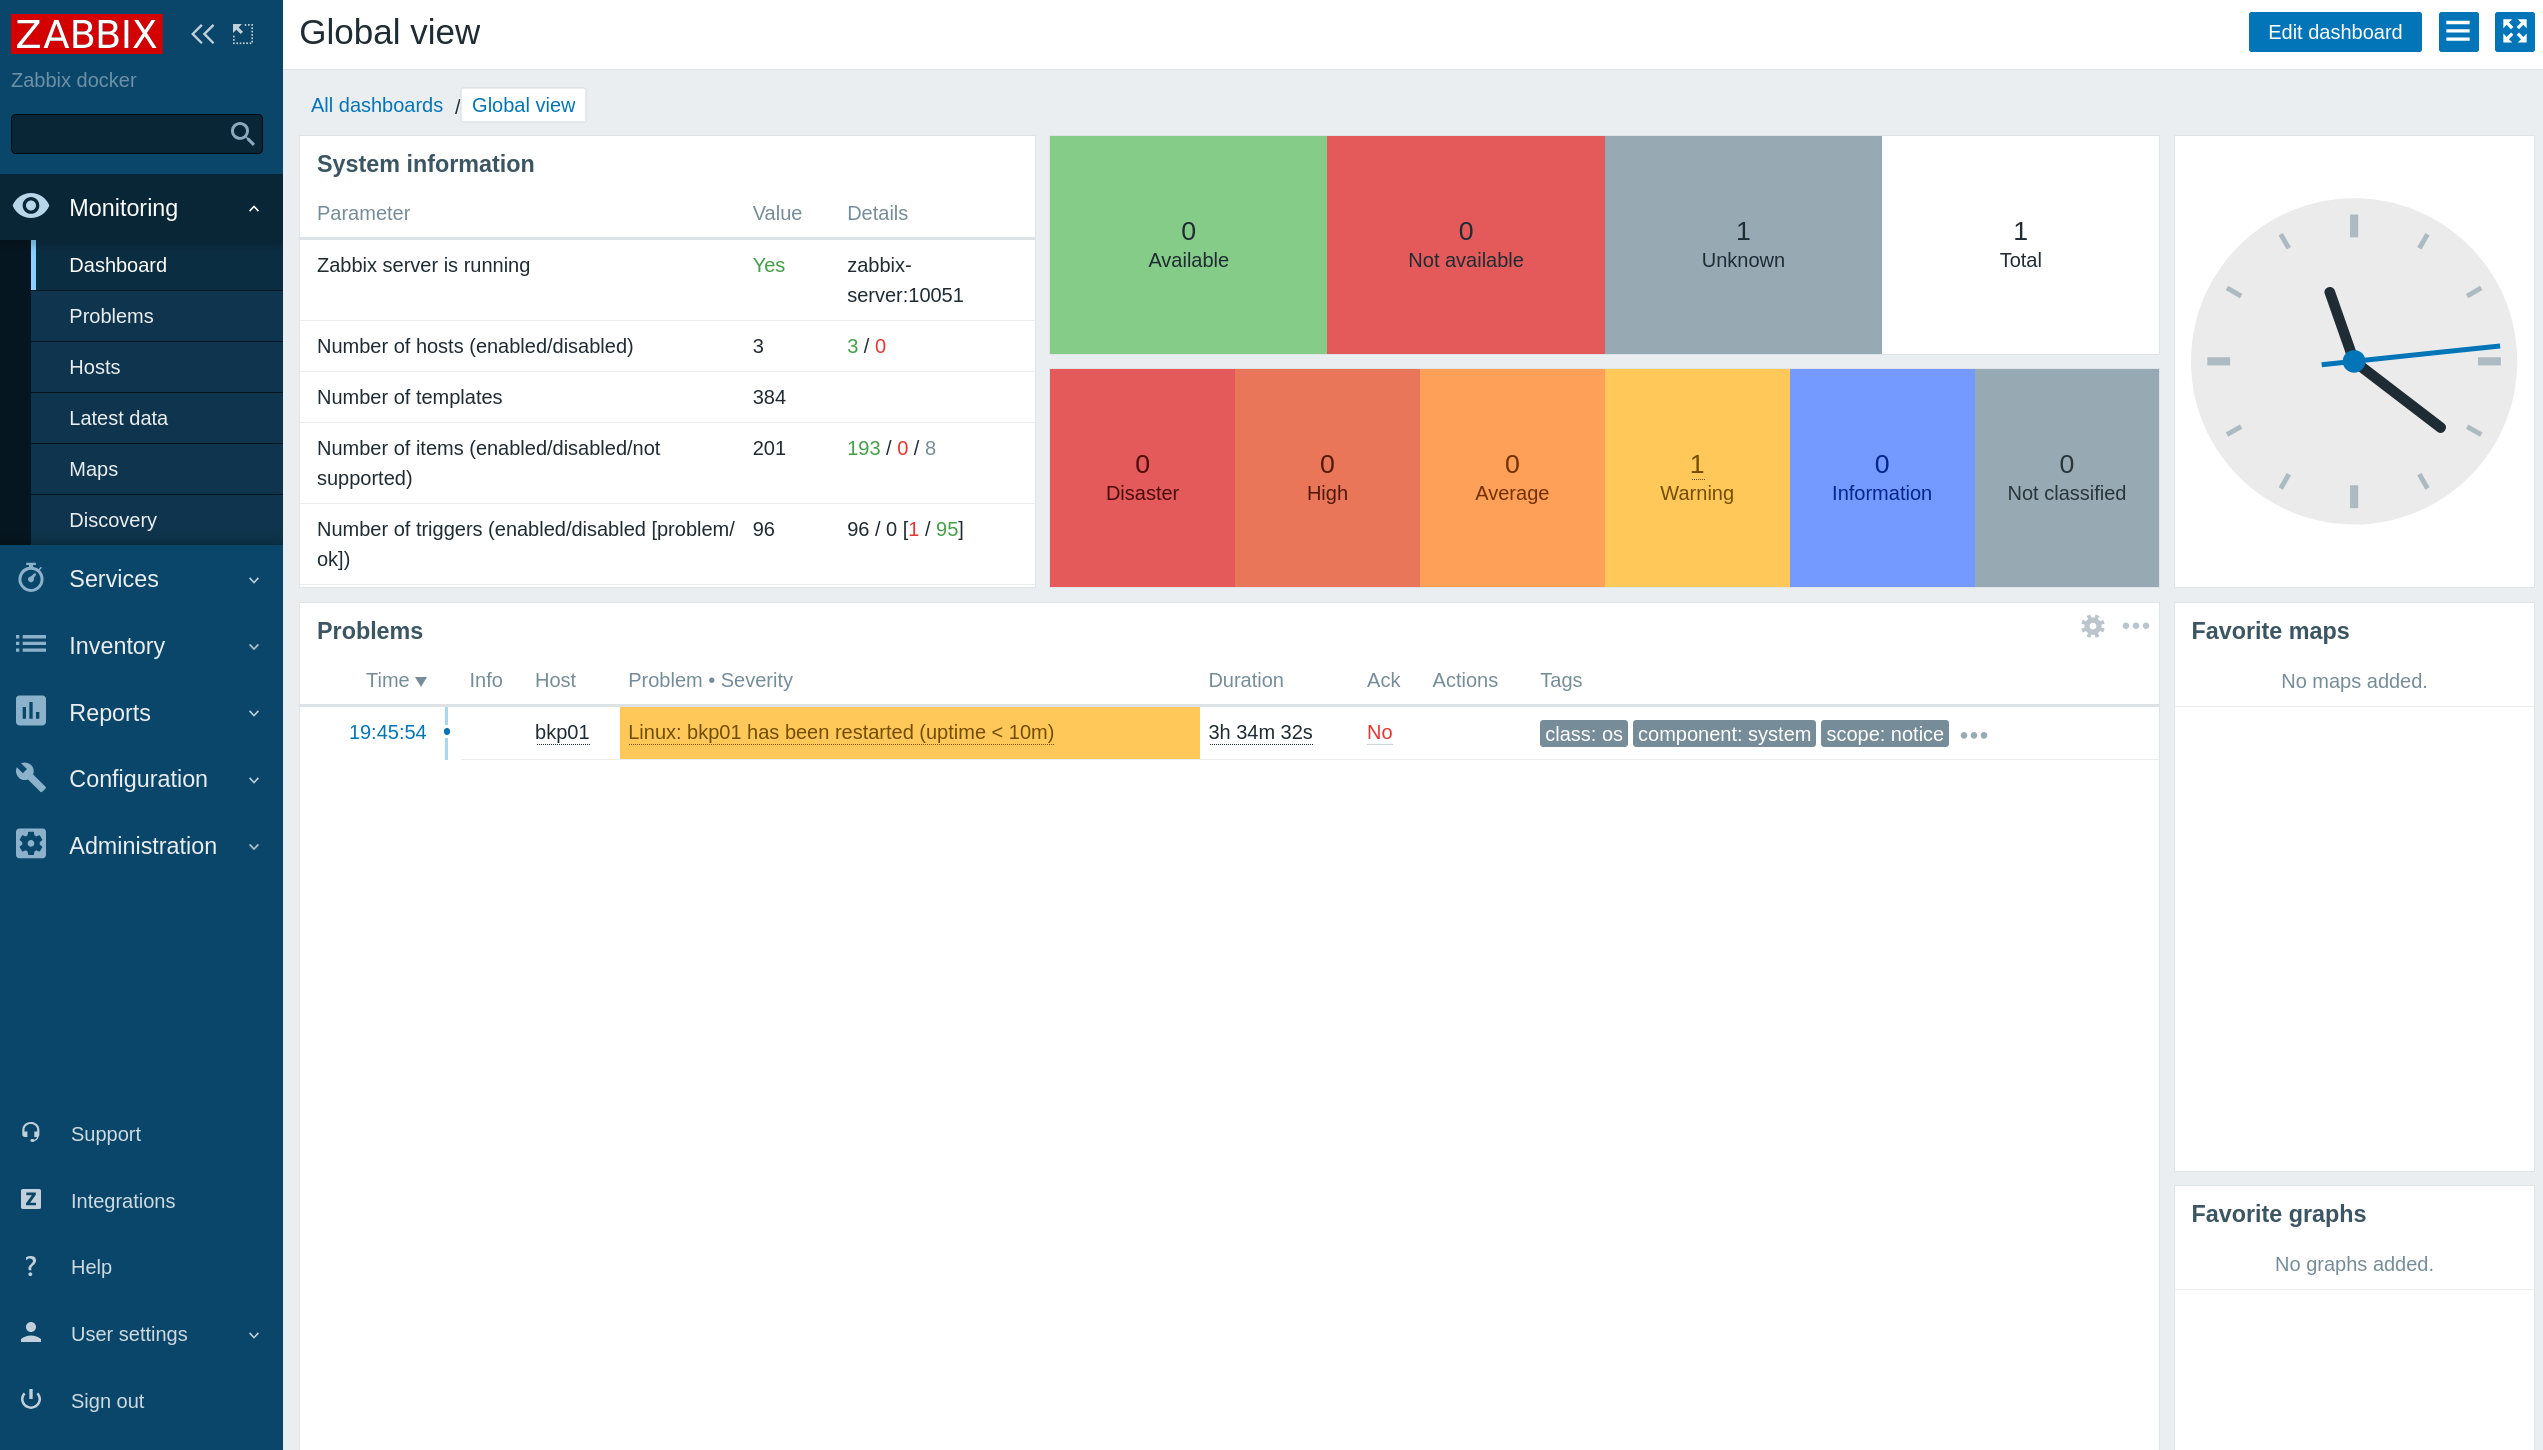 ZABBIX
Zabbix docker
Monitoring
Dashboard
Problems
Hosts
Latest data
Maps
Discovery
Services
Inventory
Reports
Configuration
Administration
Support
Integrations
Help
User settings
Sign out
Global view
Edit dashboard
All dashboards / Global view
System information
Parameter Value Details
Zabbix server is running Yes zabbix-
server:10051
Number of hosts (enabled/disabled) 3 3 / 0
Number of templates 384
Number of items (enabled/disabled/not 201 193 / 0 / 8
supported)
Number of triggers (enabled/disabled [problem/ 96 96 / 0 [1 / 95]
ok])
0 0 1 1
Available Not available Unknown Total
0 0 0 1 0 0
Disaster High Average Warning Information Not classified
Problems
Time Info Host Problem • Severity Duration Ack Actions Tags
19:45:54 bkp01 Linux: bkp01 has been restarted (uptime < 10m) 3h 34m 32s No class: os component: system scope: notice
Favorite maps
No maps added.
Favorite graphs
No graphs added.